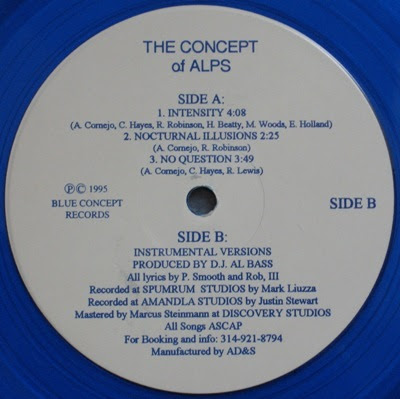 THE CONCEPT
of ALPS
SIDE A:
1. INTENSITY 4:08
(A. Cornejo, C. Hayes, R. Robinson, H. Beatty, M. Woods, E. Holland)
2. NOCTURNAL ILLUSIONS 2:25
(A. Cornejo, R. Robinson)
3. NO QUESTION 3:49
(A. Cornejo, C. Hayes, R. Lewis)
℗ © 1995
BLUE CONCEPT
RECORDS
SIDE B
SIDE B:
INSTRUMENTAL VERSIONS
PRODUCED BY D.J. AL BASS
All lyrics by P. Smooth and Rob, III
Recorded at SPUMRUM STUDIOS by Mark Liuzza
Recorded at AMANDLA STUDIOS by Justin Stewart
Mastered by Marcus Steinmann at DISCOVERY STUDIOS
All Songs ASCAP
For Booking and info: 314-921-8794
Manufactured by AD&S